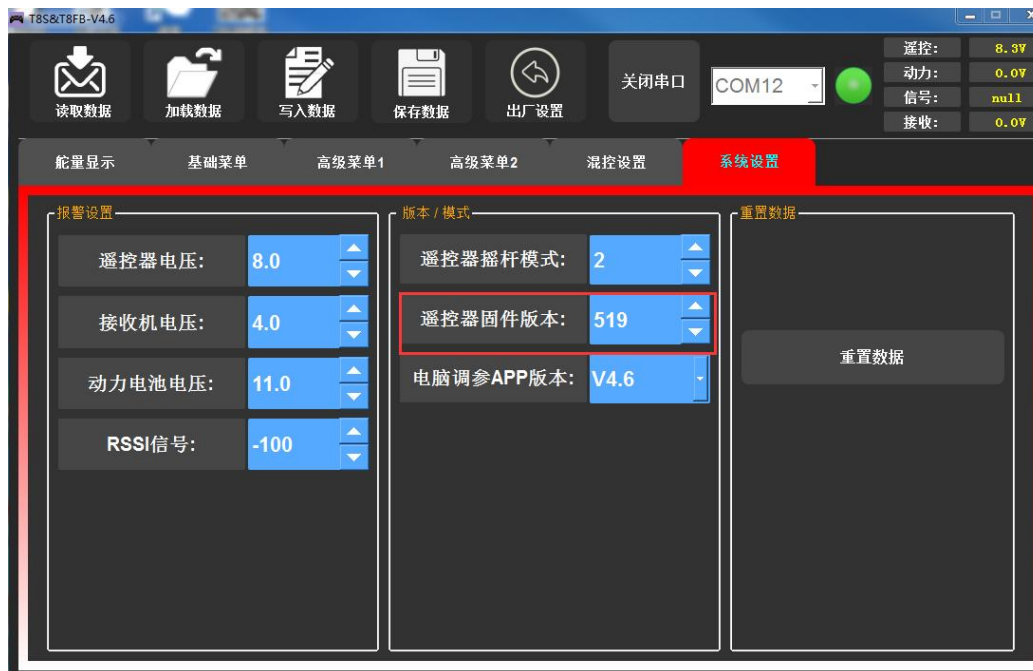 T8S&T8FB-V4.6
读取数据
加载数据
写入数据
保存数据
出厂设置
关闭串口
COM12
遥控: 8.3V
动力: 0.0V
信号: null
接收: 0.0V
舵量显示
基础菜单
高级菜单1
高级菜单2
混控设置
系统设置
报警设置
遥控器电压: 8.0
接收机电压: 4.0
动力电池电压: 11.0
RSSI信号: -100
版本 / 模式
遥控器摇杆模式: 2
遥控器固件版本: 519
电脑调参APP版本: V4.6
重置数据
重置数据